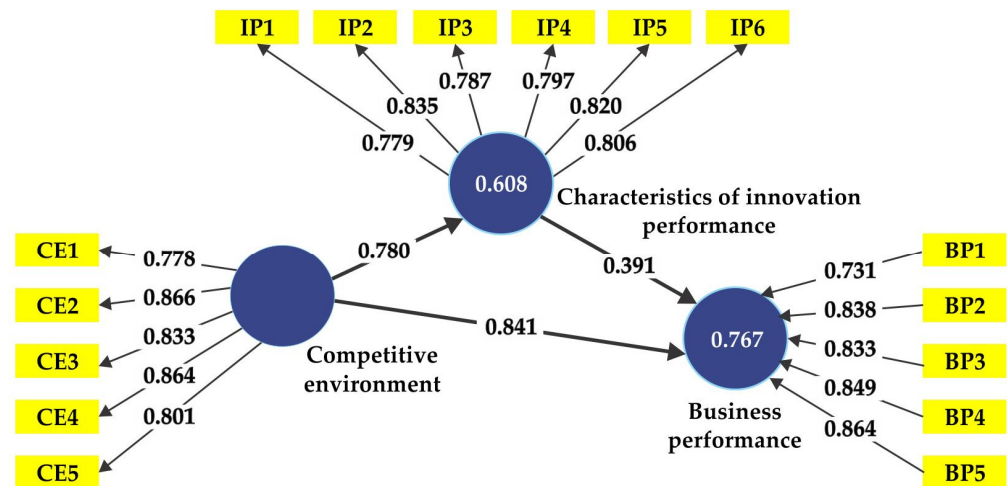 IP1 IP2 IP3 IP4 IP5 IP6
0.787 0.797
0.835 0.820
0.779 0.806
0.608
Characteristics of innovation
performance
CE1
0.778
CE2
0.866
CE3
0.833
CE4
0.864
CE5
0.801
0.780
0.391
0.841
Competitive
environment
0.767
Business
performance
BP1
0.731
BP2
0.838
BP3
0.833
BP4
0.849
BP5
0.864